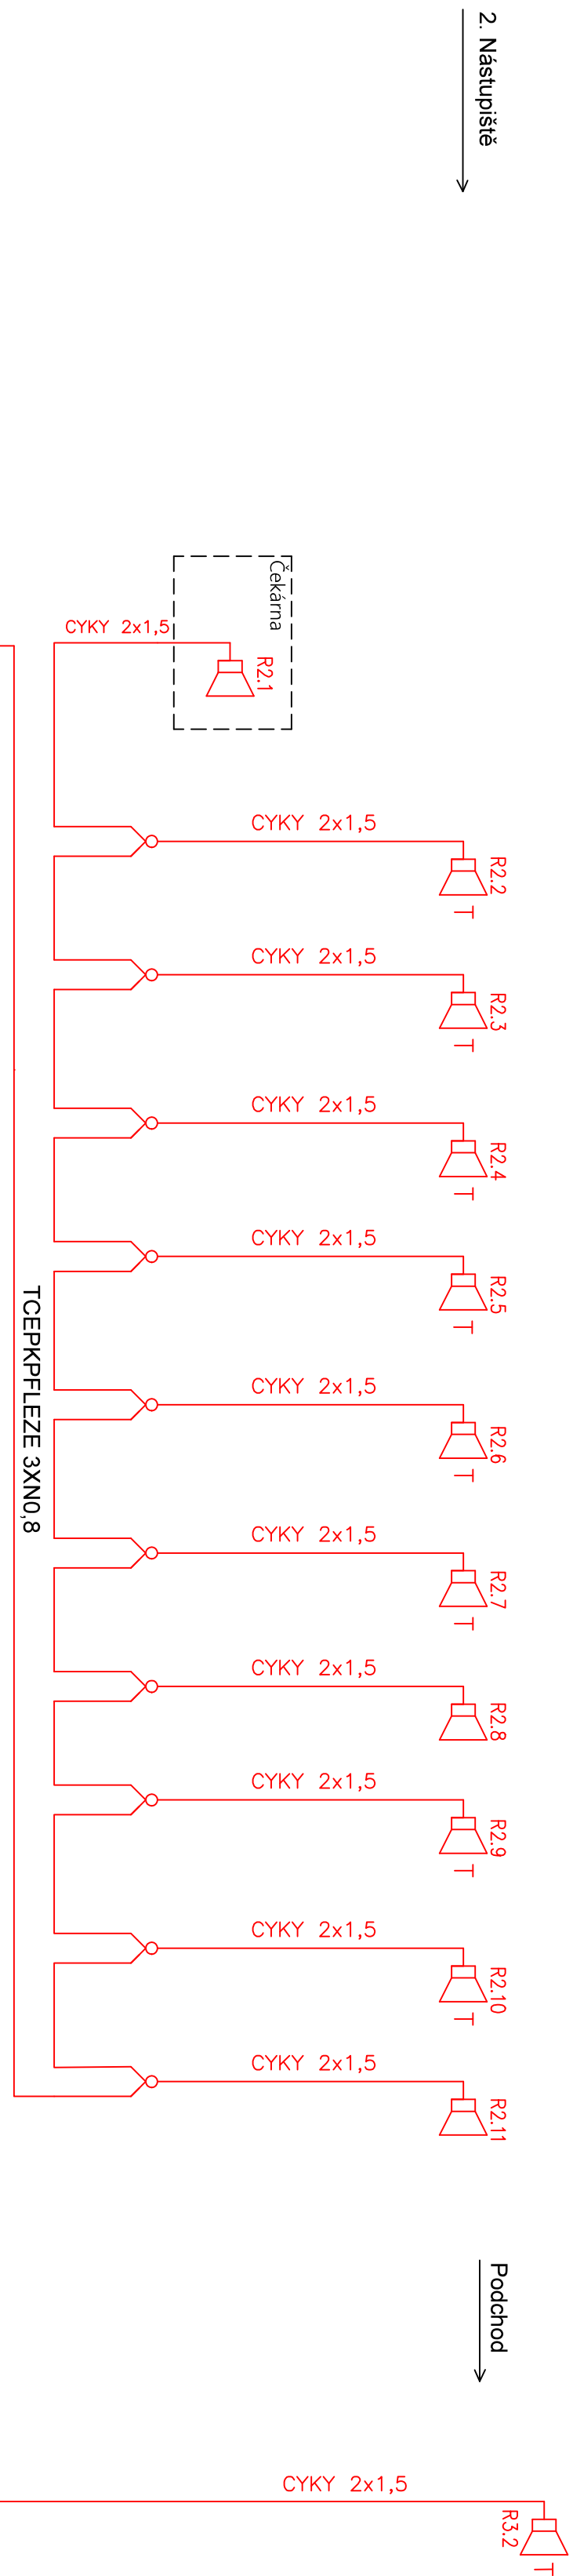 2. Nástupiště
Čekárna
CYKY 2x1,5
R2.1
CYKY 2x1,5
R2.2
T
CYKY 2x1,5
R2.3
T
CYKY 2x1,5
R2.4
T
CYKY 2x1,5
R2.5
T
TCEPKPFLEZE 3XN0,8
CYKY 2x1,5
R2.6
T
CYKY 2x1,5
R2.7
T
CYKY 2x1,5
R2.8
CYKY 2x1,5
R2.9
T
CYKY 2x1,5
R2.10
T
CYKY 2x1,5
R2.11
Podchod
CYKY 2x1,5
R3.2
T